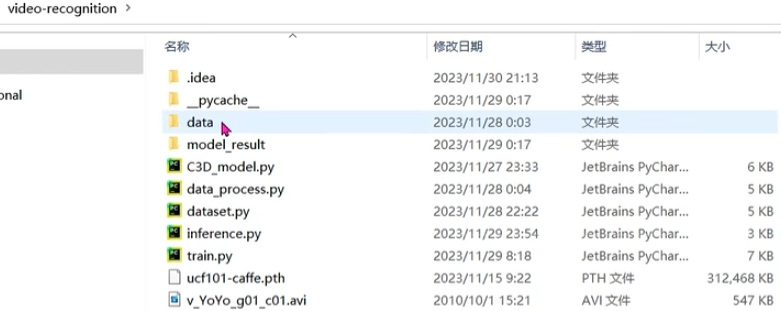 video-recognition >
onal
名称 修改日期 类型 大小
.idea 2023/11/30 21:13 文件夹
__pycache__ 2023/11/29 0:17 文件夹
data 2023/11/28 0:03 文件夹
model_result 2023/11/29 0:17 文件夹
C3D_model.py 2023/11/27 23:33 JetBrains PyChar... 6 KB
data_process.py 2023/11/28 0:04 JetBrains PyChar... 5 KB
dataset.py 2023/11/28 22:22 JetBrains PyChar... 5 KB
inference.py 2023/11/29 23:54 JetBrains PyChar... 3 KB
train.py 2023/11/29 8:18 JetBrains PyChar... 7 KB
ucf101-caffe.pth 2023/11/15 9:22 PTH 文件 312,468 KB
v_YoYo_g01_c01.avi 2010/10/1 15:21 AVI 文件 547 KB